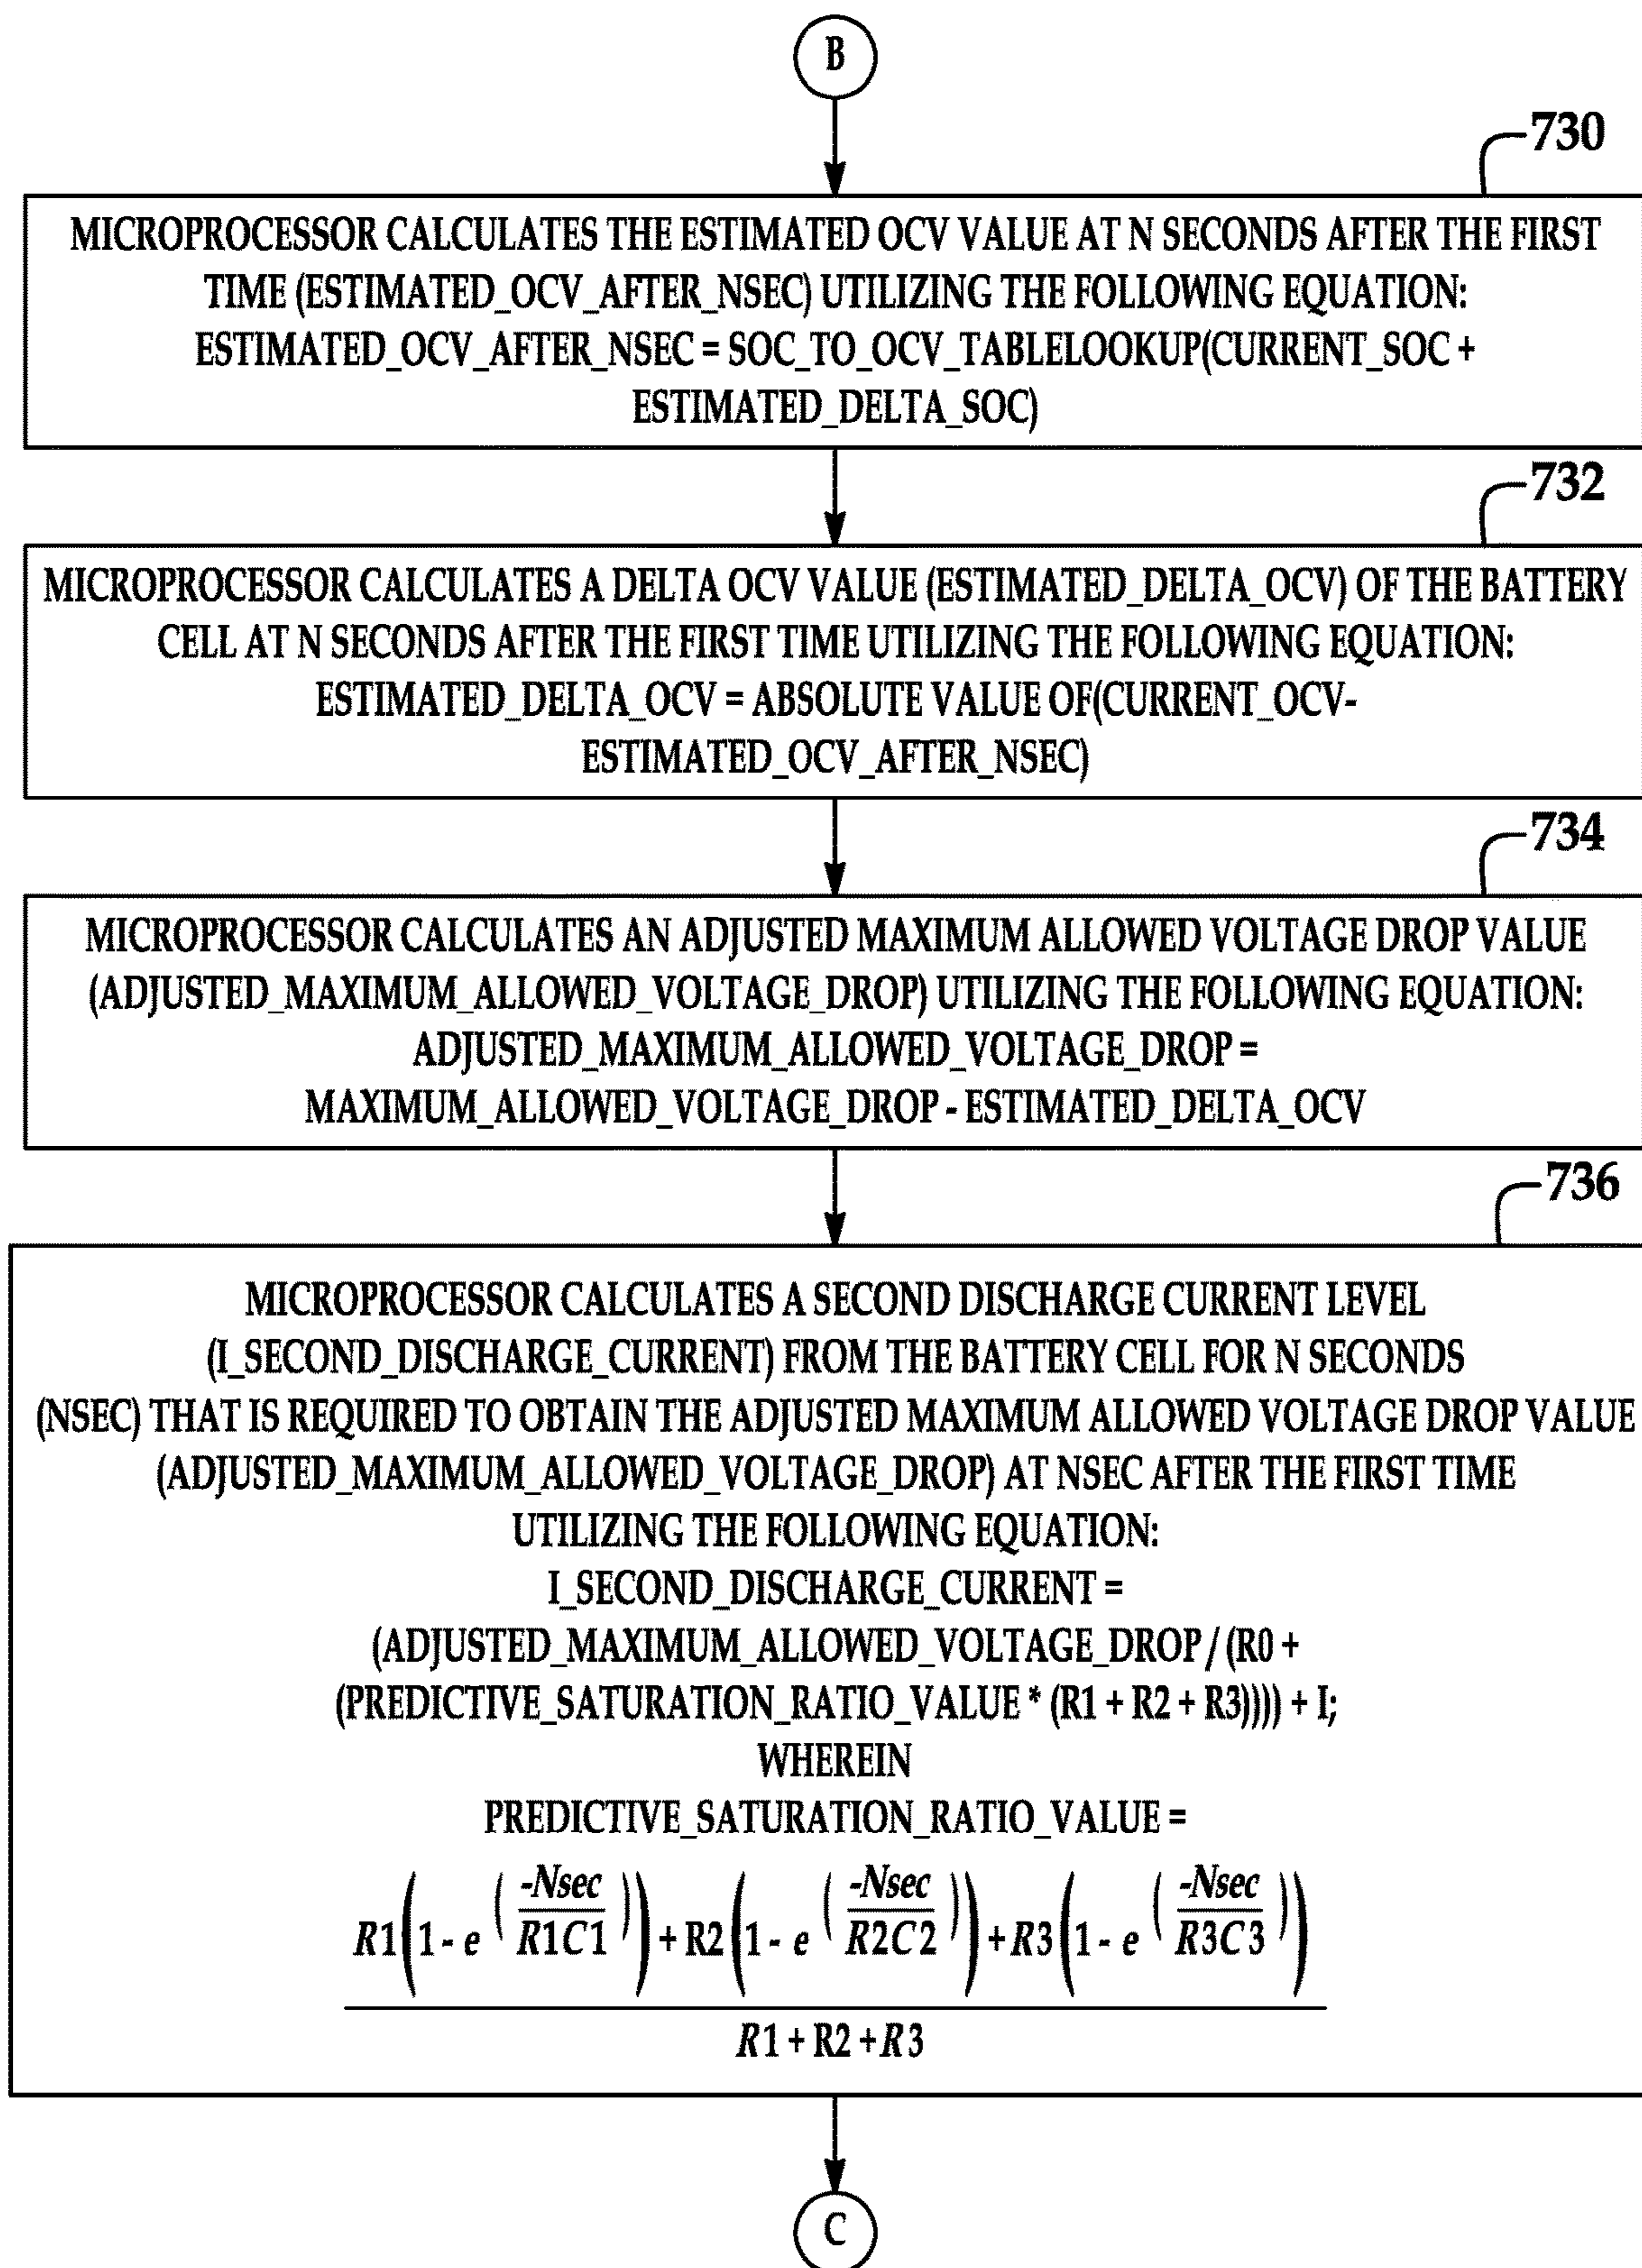 B
730
MICROPROCESSOR CALCULATES THE ESTIMATED OCV VALUE AT N SECONDS AFTER THE FIRST
TIME (ESTIMATED_OCV_AFTER_NSEC) UTILIZING THE FOLLOWING EQUATION:
ESTIMATED_OCV_AFTER_NSEC = SOC_TO_OCV_TABLELOOKUP(CURRENT_SOC +
ESTIMATED_DELTA_SOC)
732
MICROPROCESSOR CALCULATES A DELTA OCV VALUE (ESTIMATED_DELTA_OCV) OF THE BATTERY
CELL AT N SECONDS AFTER THE FIRST TIME UTILIZING THE FOLLOWING EQUATION:
ESTIMATED_DELTA_OCV = ABSOLUTE VALUE OF(CURRENT_OCV-
ESTIMATED_OCV_AFTER_NSEC)
734
MICROPROCESSOR CALCULATES AN ADJUSTED MAXIMUM ALLOWED VOLTAGE DROP VALUE
(ADJUSTED_MAXIMUM_ALLOWED_VOLTAGE_DROP) UTILIZING THE FOLLOWING EQUATION:
ADJUSTED_MAXIMUM_ALLOWED_VOLTAGE_DROP =
MAXIMUM_ALLOWED_VOLTAGE_DROP - ESTIMATED_DELTA_OCV
736
MICROPROCESSOR CALCULATES A SECOND DISCHARGE CURRENT LEVEL
(I_SECOND_DISCHARGE_CURRENT) FROM THE BATTERY CELL FOR N SECONDS
(NSEC) THAT IS REQUIRED TO OBTAIN THE ADJUSTED MAXIMUM ALLOWED VOLTAGE DROP VALUE
(ADJUSTED_MAXIMUM_ALLOWED_VOLTAGE_DROP) AT NSEC AFTER THE FIRST TIME
UTILIZING THE FOLLOWING EQUATION:
I_SECOND_DISCHARGE_CURRENT =
(ADJUSTED_MAXIMUM_ALLOWED_VOLTAGE_DROP / (R0 +
(PREDICTIVE_SATURATION_RATIO_VALUE * (R1 + R2 + R3)))) + I;
WHEREIN
PREDICTIVE_SATURATION_RATIO_VALUE =
R1(1 - e^(-Nsec/R1C1)) + R2(1 - e^(-Nsec/R2C2)) + R3(1 - e^(-Nsec/R3C3))
R1 + R2 + R3
C